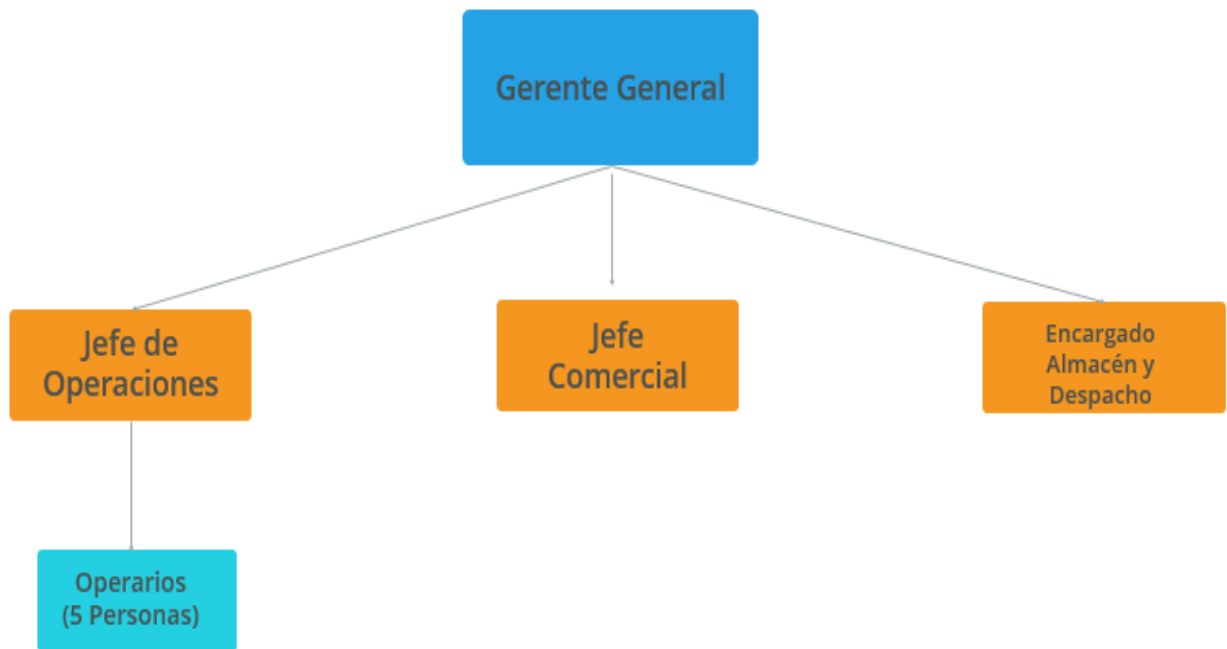 Gerente General
Jefe de
Operaciones
Jefe
Comercial
Encargado
Almacén y
Despacho
Operarios
(5 Personas)